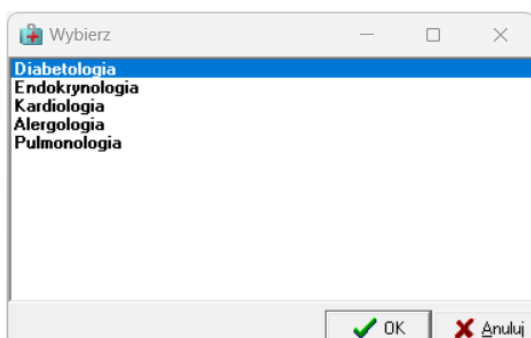 Wybierz
Diabetologia
Endokrynologia
Kardiologia
Alergologia
Pulmonologia
OK
Anuluj